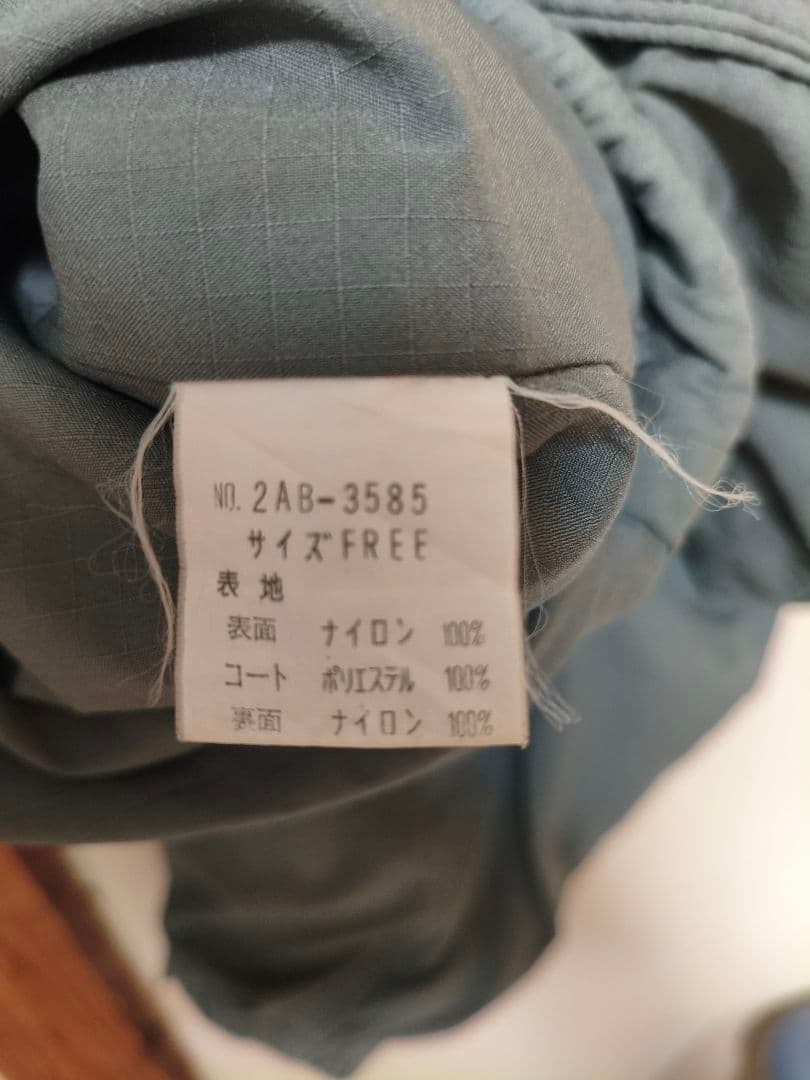 NO. 2AB-3585
サイズFREE
表地
表面 ナイロン 100%
コート ポリエステル 100%
裏面 ナイロン 100%